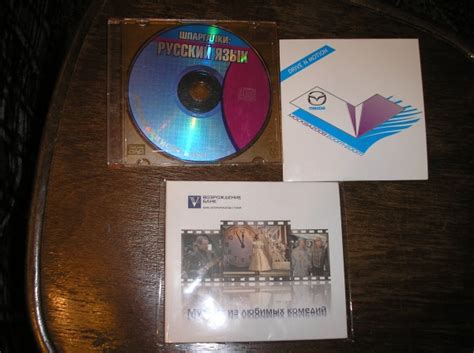 ШПАРГАЛКИ.
РУССКИЙ ЯЗЫК
DRIVE 'N MOTION
mazda
ВОЗРОЖДЕНИЕ
БАНК
Музыка из любимых комедий